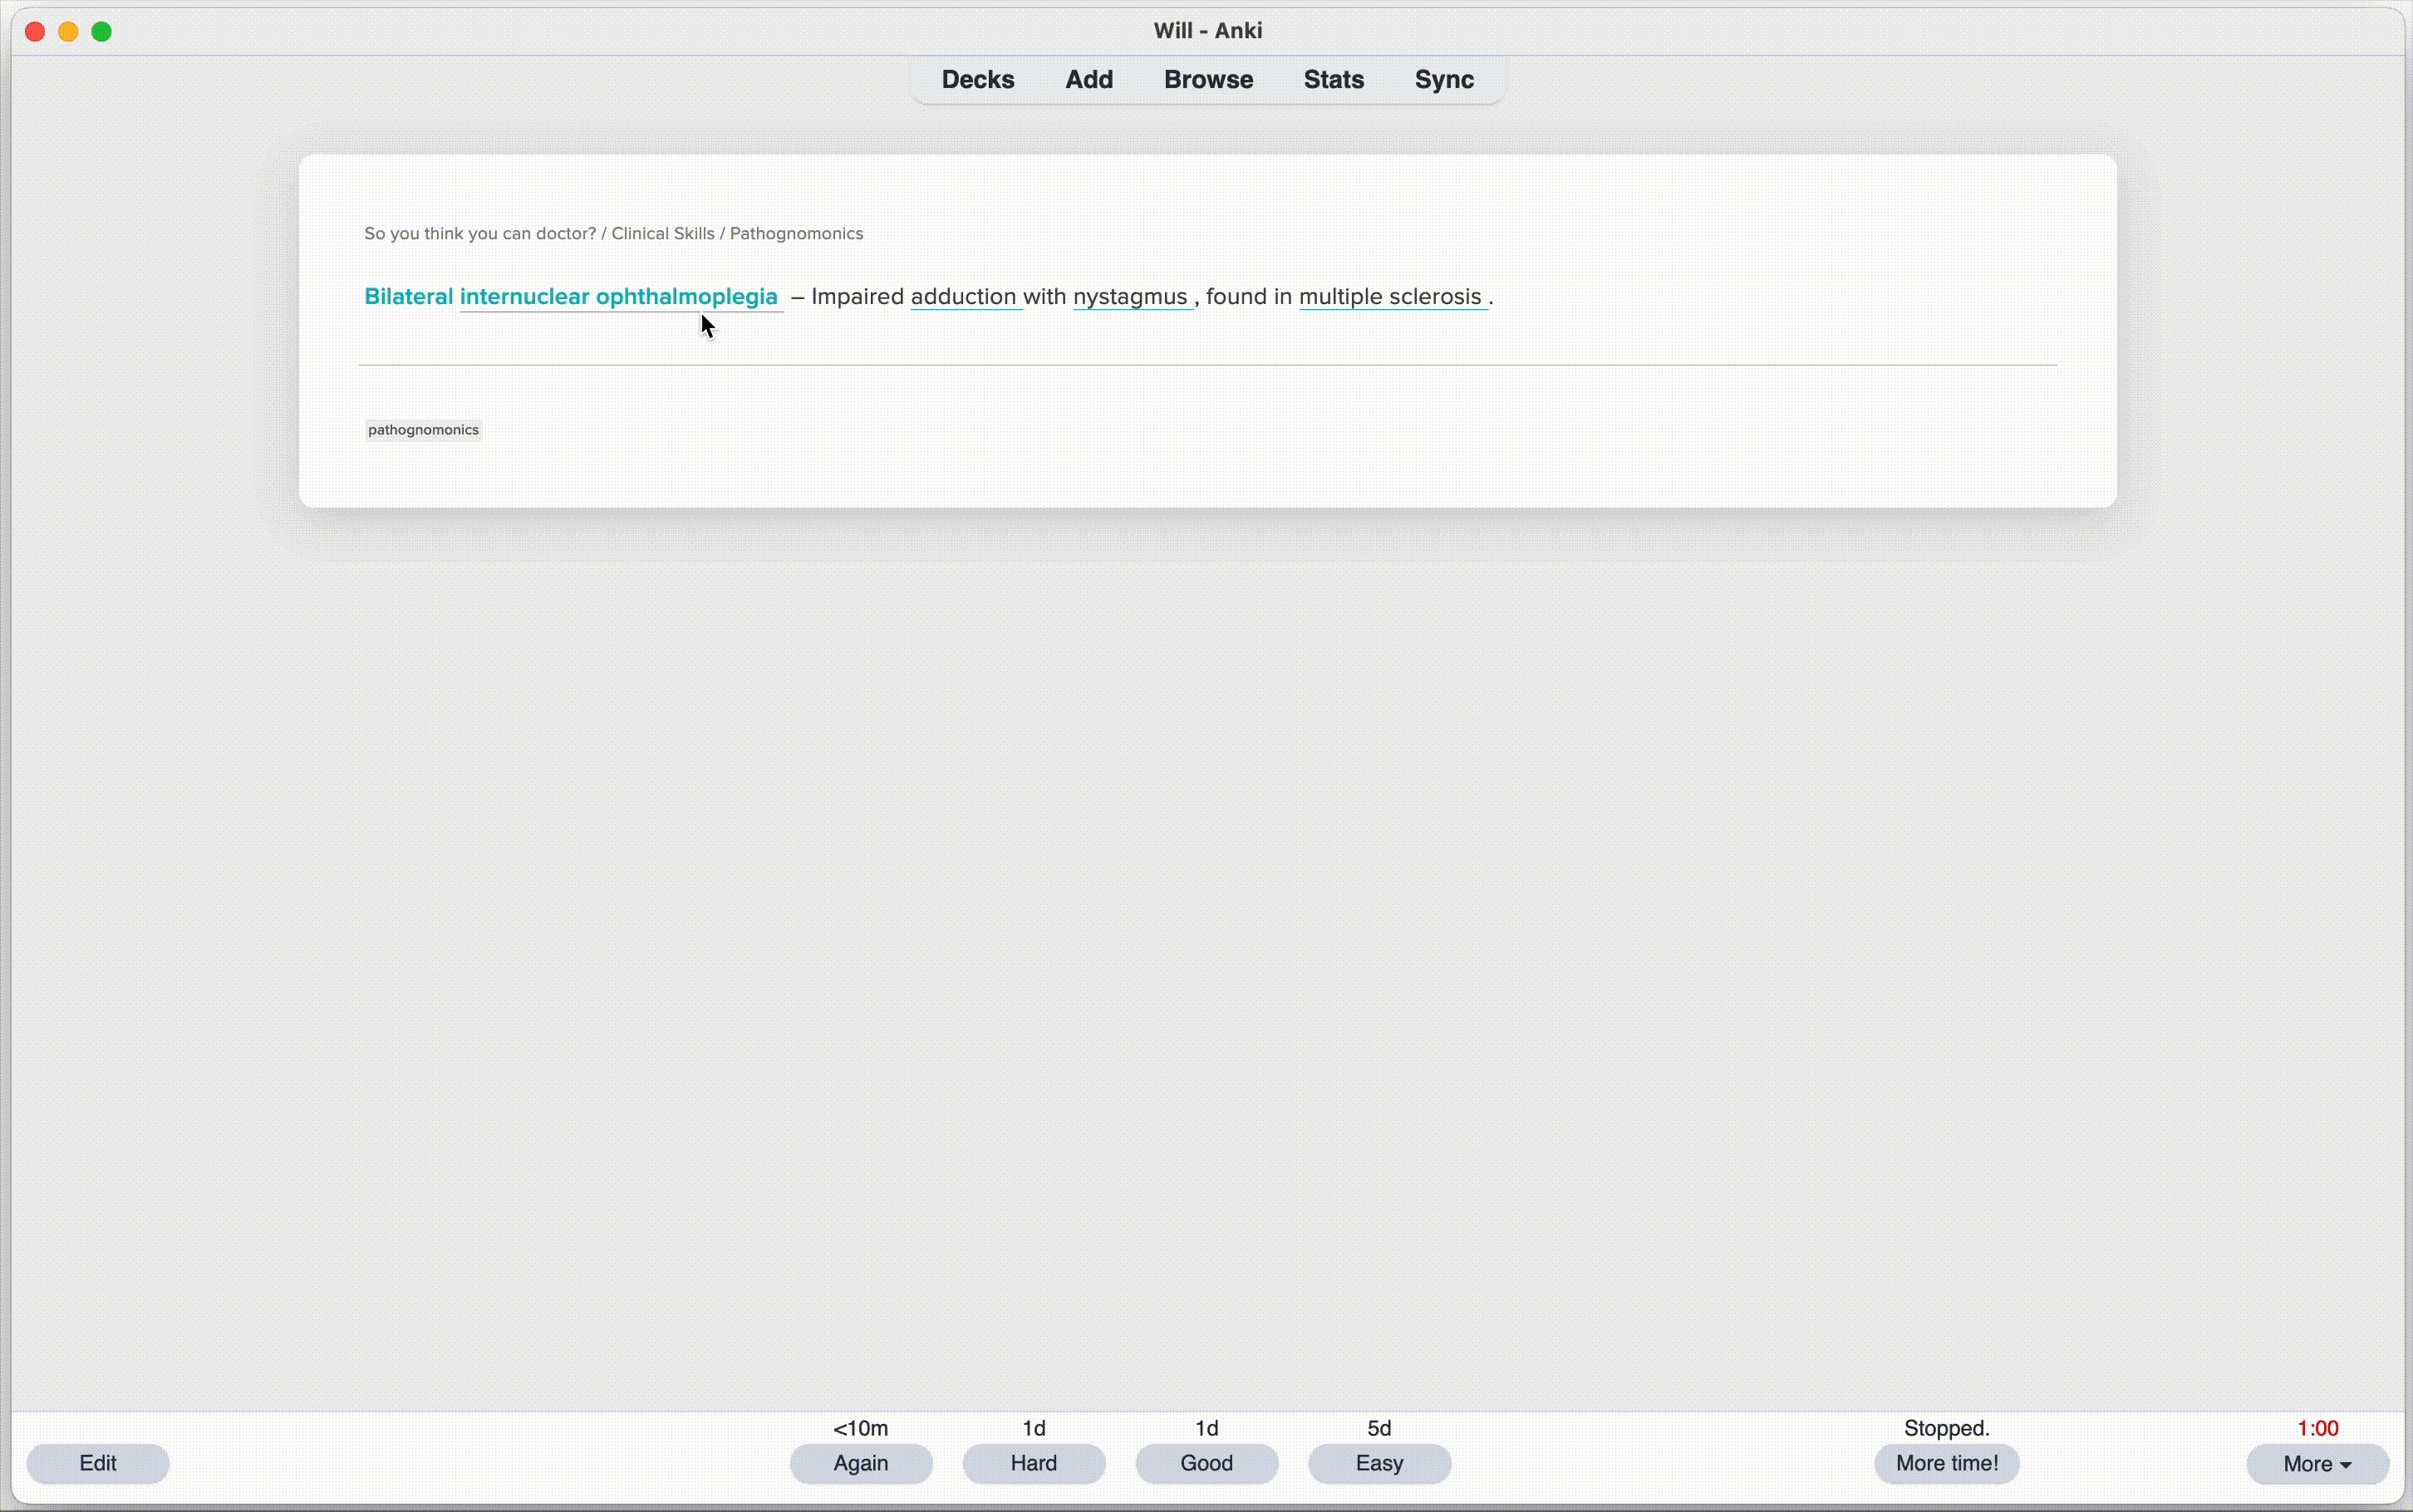 Will - Anki
Decks Add Browse Stats Sync
So you think you can doctor? / Clinical Skills / Pathognomonics
Bilateral internuclear ophthalmoplegia – Impaired adduction with nystagmus , found in multiple sclerosis .
pathognomonics
<10m 1d 1d 5d Stopped. 1:00
Edit Again Hard Good Easy More time! More